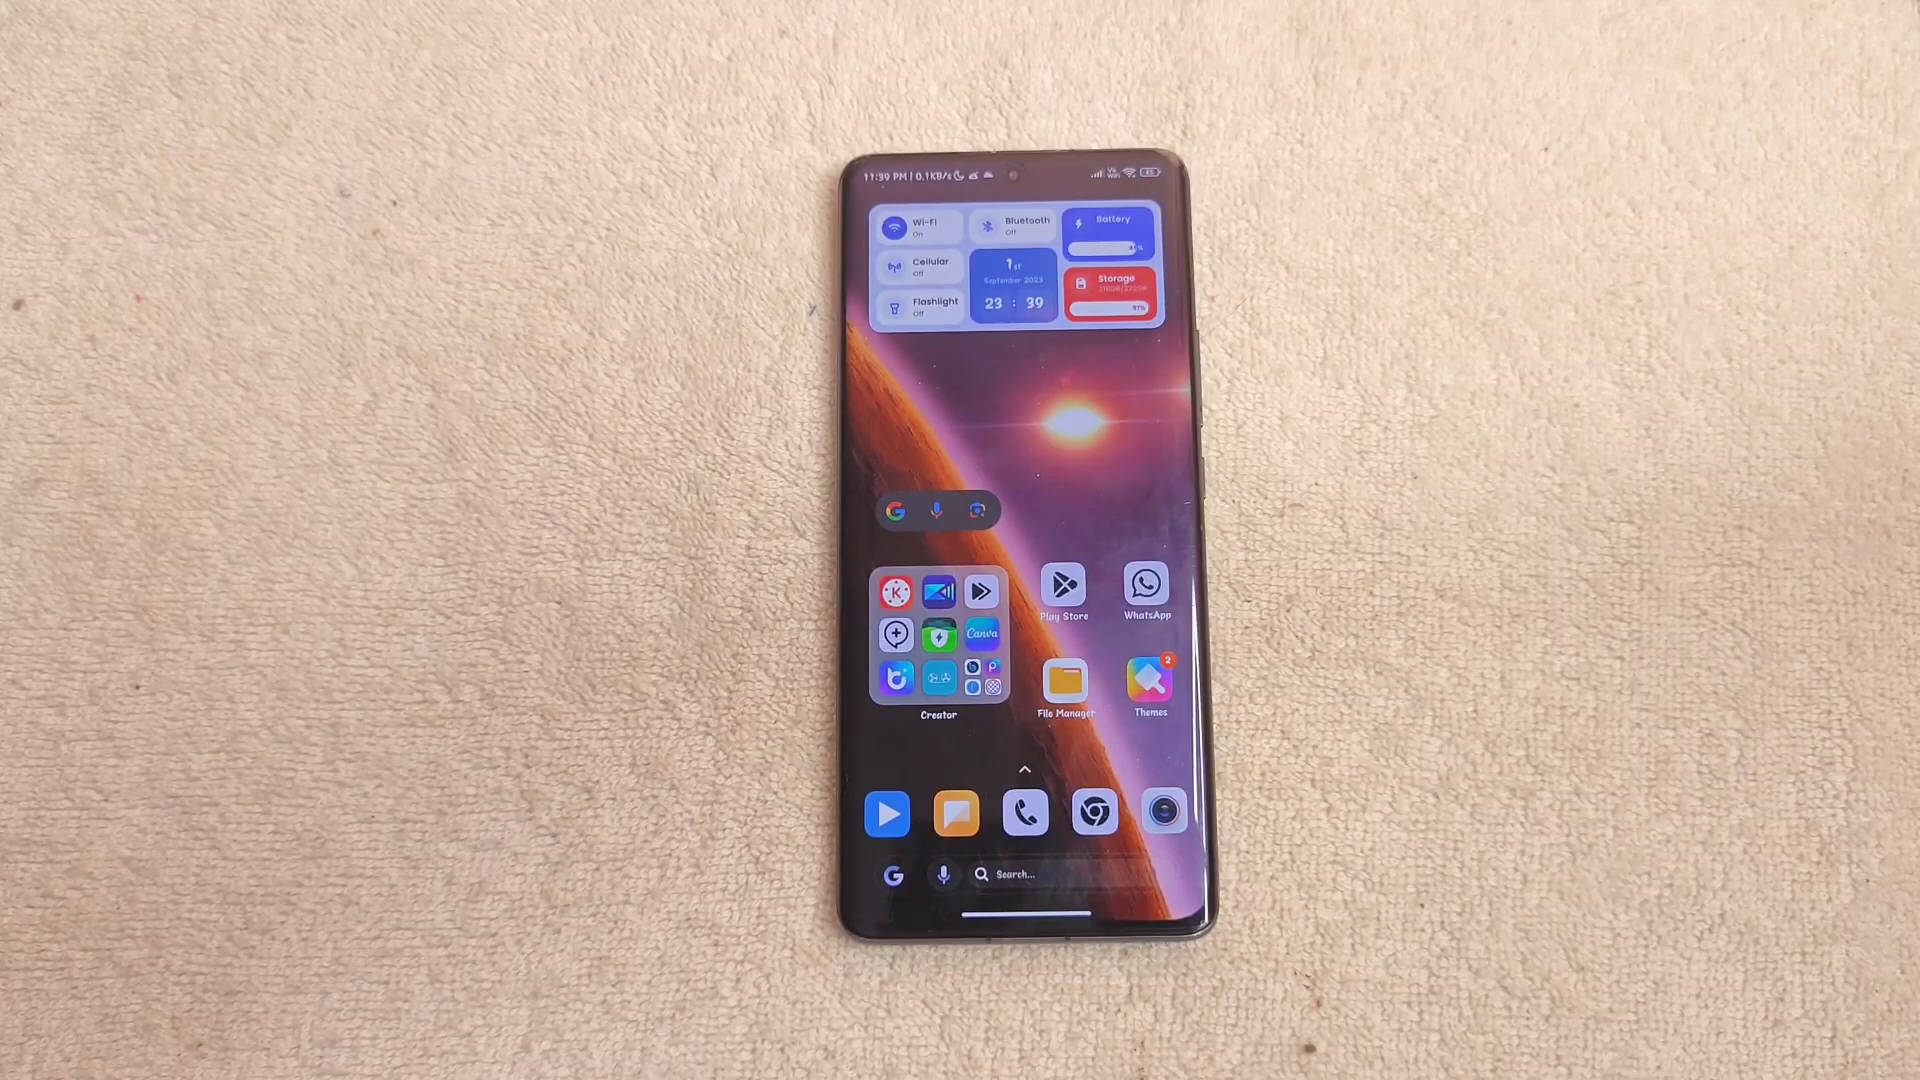 11:39 PM | 0.1KB/s
Wi-Fi
On
Bluetooth
Off
Battery
Cellular
Off
1st
September 2023
23 : 39
Storage
97%
Flashlight
Off
K
Canva
Creator
Play Store
WhatsApp
File Manager
2
Themes
Search...